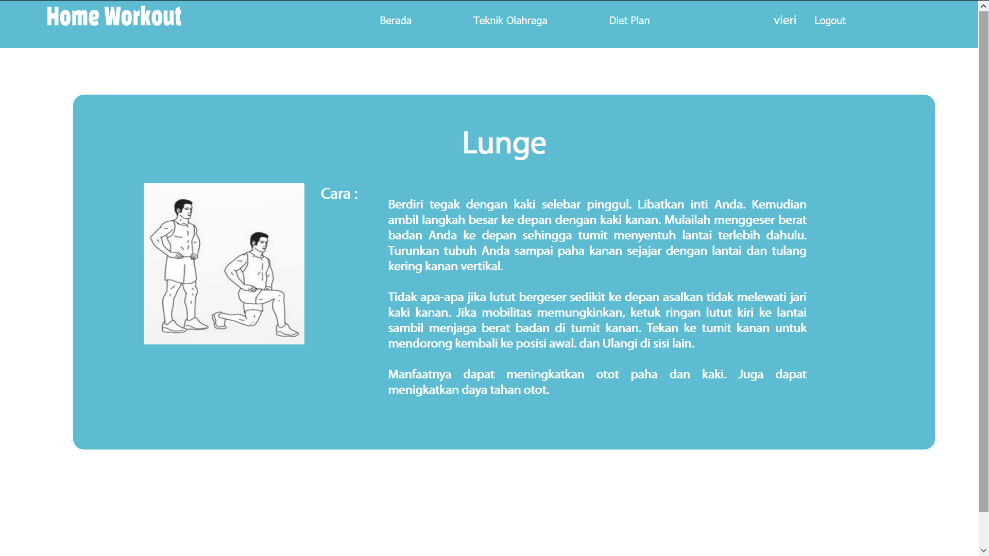 Home Workout
Berada
Teknik Olahraga
Diet Plan
vieri
Logout
Lunge
Cara :
Berdiri tegak dengan kaki selebar pinggul. Libatkan inti Anda. Kemudian
ambil langkah besar ke depan dengan kaki kanan. Mulailah menggeser berat
badan Anda ke depan sehingga tumit menyentuh lantai terlebih dahulu.
Turunkan tubuh Anda sampai paha kanan sejajar dengan lantai dan tulang
kering kanan vertikal.
Tidak apa-apa jika lutut bergeser sedikit ke depan asalkan tidak melewati jari
kaki kanan. Jika mobilitas memungkinkan, ketuk ringan lutut kiri ke lantai
sambil menjaga berat badan di tumit kanan. Tekan ke tumit kanan untuk
mendorong kembali ke posisi awal. dan Ulangi di sisi lain.
Manfaatnya dapat meningkatkan otot paha dan kaki. Juga dapat
menigkatkan daya tahan otot.